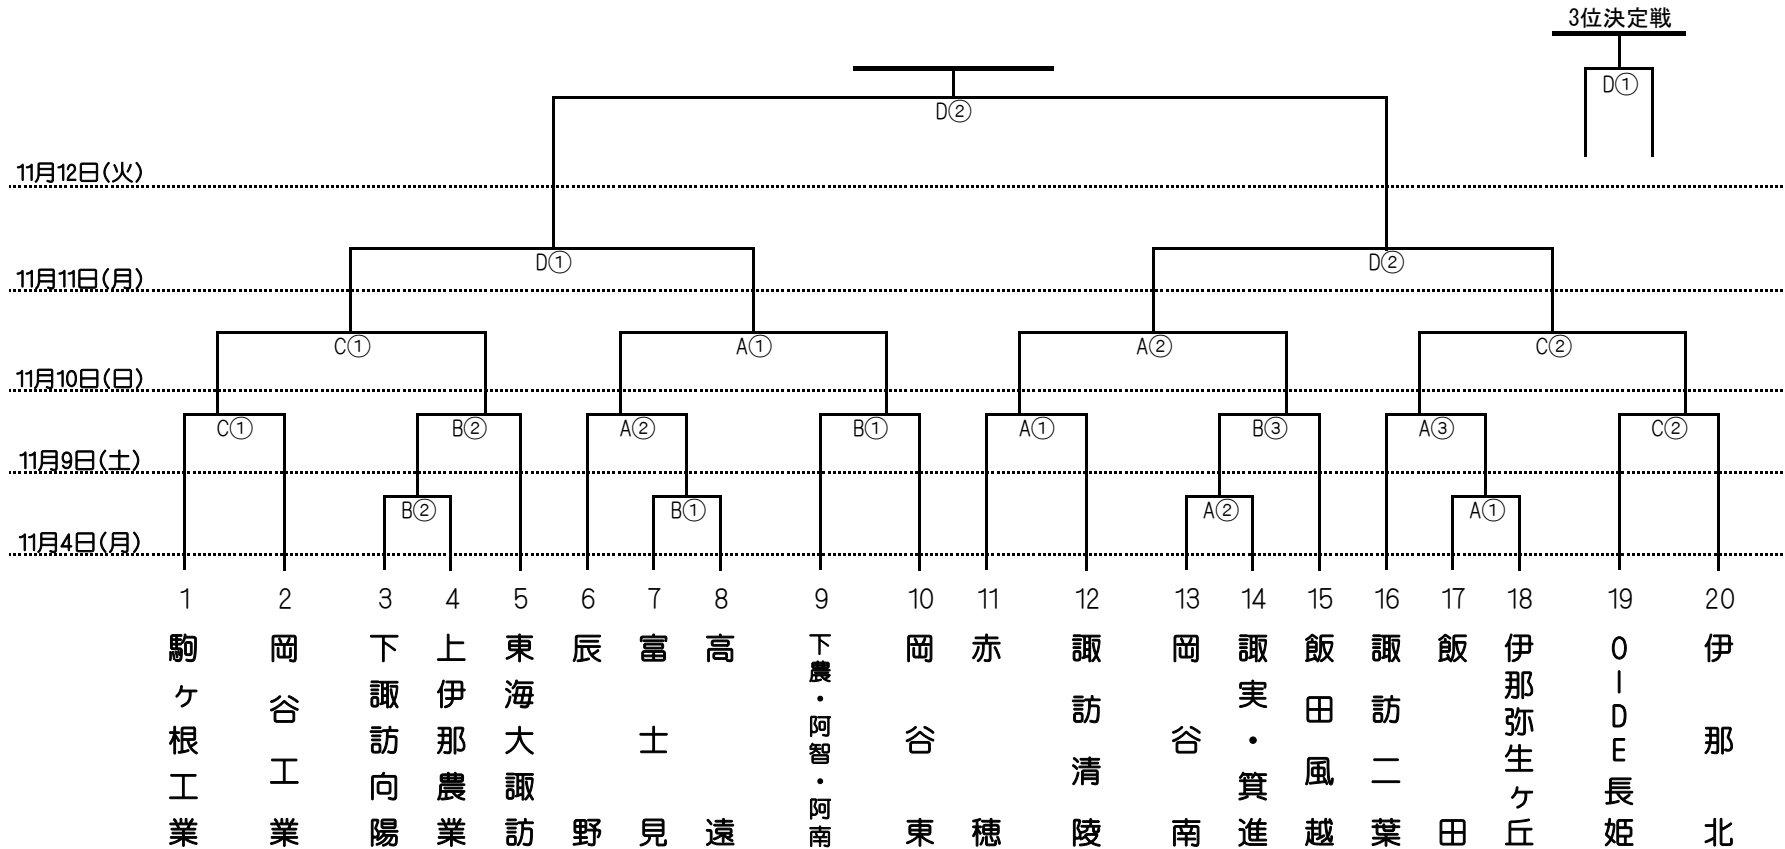 3位決定戦
D①
D②
11月12日(火)
D①
D②
11月11日(月)
C①
A①
A②
C②
11月10日(日)
C①
B②
A②
B①
A①
B③
A③
C②
11月9日(土)
B②
B①
A②
A①
11月4日(月)
1 2 3 4 5 6 7 8 9 10 11 12 13 14 15 16 17 18 19 20
駒ヶ根工業
岡谷工業
下諏訪向陽
上伊那農業
東海大諏訪
辰野
富士見
高遠
下農・阿智・阿南
岡谷東
赤穂
諏訪清陵
岡谷南
諏実・箕進
飯田風越
諏訪二葉
飯田
伊那弥生ヶ丘
OIDE長姫
伊那北